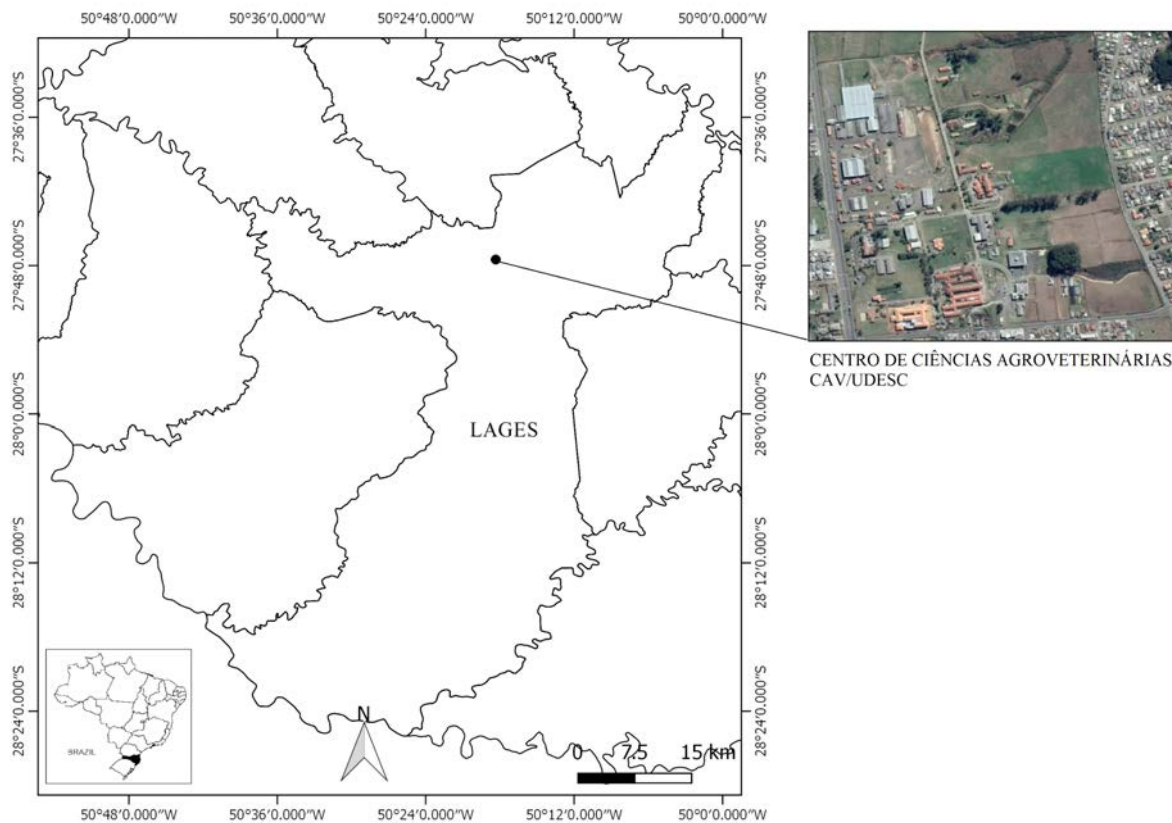 50°48'0.000"W 50°36'0.000"W 50°24'0.000"W 50°12'0.000"W 50°0'0.000"W
27°36'0.000"S
27°36'0.000"S
27°48'0.000"S
27°48'0.000"S
CENTRO DE CIÊNCIAS AGROVETERINÁRIAS
CAV/UDESC
28°0'0.000"S
LAGES
28°0'0.000"S
28°12'0.000"S
28°12'0.000"S
28°24'0.000"S
28°24'0.000"S
BRAZIL
N
0 7.5 15 km
50°48'0.000"W 50°36'0.000"W 50°24'0.000"W 50°12'0.000"W 50°0'0.000"W